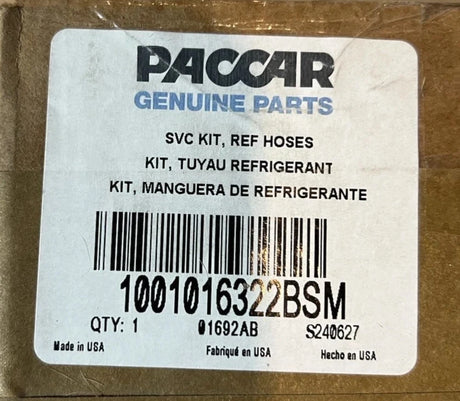 PACCAR
GENUINE PARTS
SVC KIT, REF HOSES
KIT, TUYAU REFRIGERANT
KIT, MANGUERA DE REFRIGERANTE
1001016322BSM
QTY: 1 01692AB S240627
Made in USA Fabriqué en USA Hecho en USA